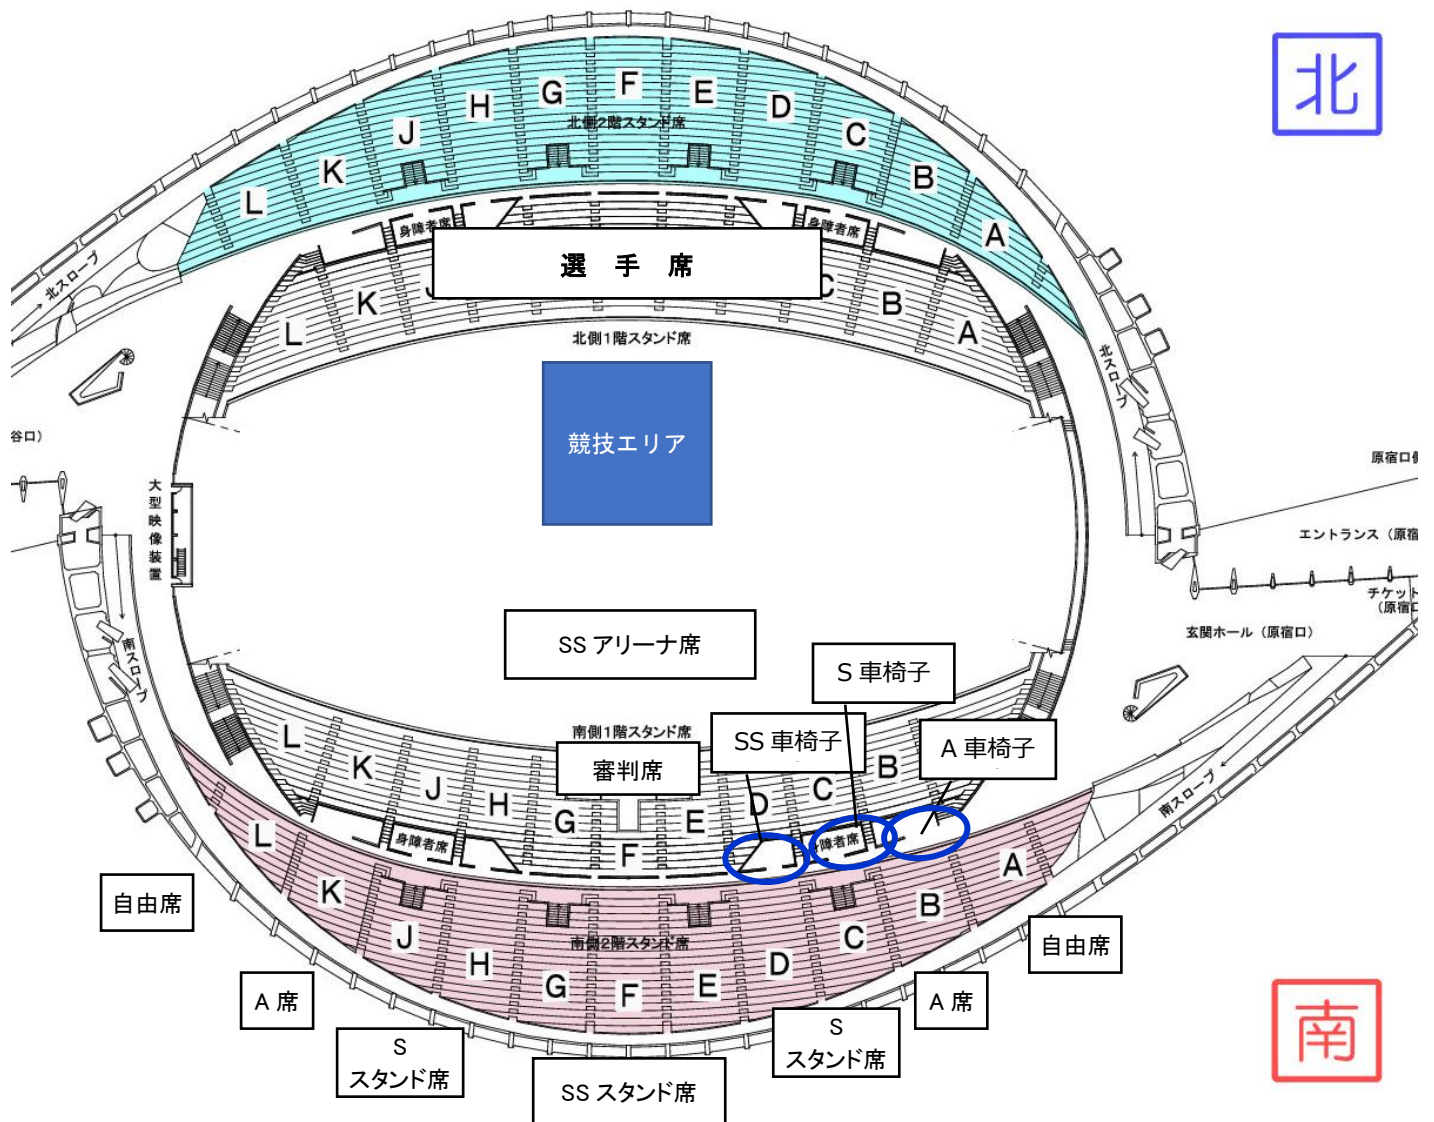 北
F
G
E
H
D
北側2階スタンド席
J
C
K
B
L
A
身障者席
身障者席
選 手 席
北スロープ
K
C
B
L
A
北側1階スタンド席
北スロープ
競技エリア
谷口)
原宿口
大型映像装置
エントランス (原宿
チケット
(原宿口
玄関ホール (原宿口)
SS アリーナ席
S 車椅子
南スロープ
SS 車椅子
A 車椅子
南側1階スタンド席
審判席
L
K
J
H
G
F
E
D
C
B
身障者席
身障者席
南スロープ
L
K
J
H
G
F
E
D
C
B
A
南側2階スタンド席
自由席
自由席
A 席
A 席
S
スタンド席
S
スタンド席
SS スタンド席
南